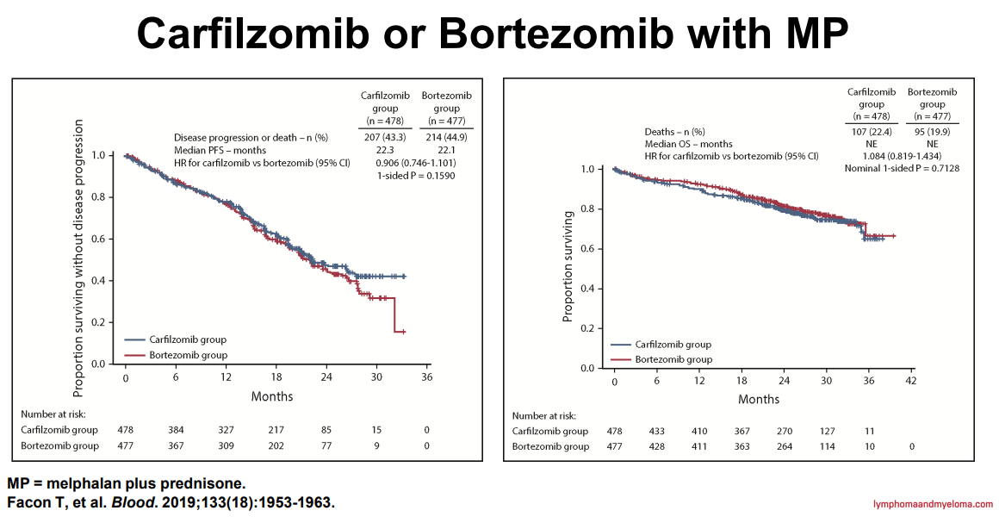 Carfilzomib or Bortezomib with MP
Carfilzomib group (n = 478)
Bortezomib group (n = 477)
Disease progression or death – n (%) 207 (43.3) 214 (44.9)
Median PFS – months 22.3 22.1
HR for carfilzomib vs bortezomib (95% CI) 0.906 (0.746-1.101)
1-sided P = 0.1590
Proportion surviving without disease progression
1.0
0.8
0.6
0.4
0.2
0.0
Carfilzomib group
Bortezomib group
0 6 12 18 24 30 36
Months
Number at risk:
Carfilzomib group 478 384 327 217 85 15 0
Bortezomib group 477 367 309 202 77 9 0
Carfilzomib group (n = 478)
Bortezomib group (n = 477)
Deaths – n (%) 107 (22.4) 95 (19.9)
Median OS – months NE NE
HR for carfilzomib vs bortezomib (95% CI) 1.084 (0.819-1.434)
Nominal 1-sided P = 0.7128
Proportion surviving
1.0
0.8
0.6
0.4
0.2
0.0
Carfilzomib group
Bortezomib group
0 6 12 18 24 30 36 42
Months
Number at risk:
Carfilzomib group 478 433 410 367 270 127 11
Bortezomib group 477 428 411 363 264 114 10 0
MP = melphalan plus prednisone.
Facon T, et al. Blood. 2019;133(18):1953-1963.
lymphomaandmyeloma.com